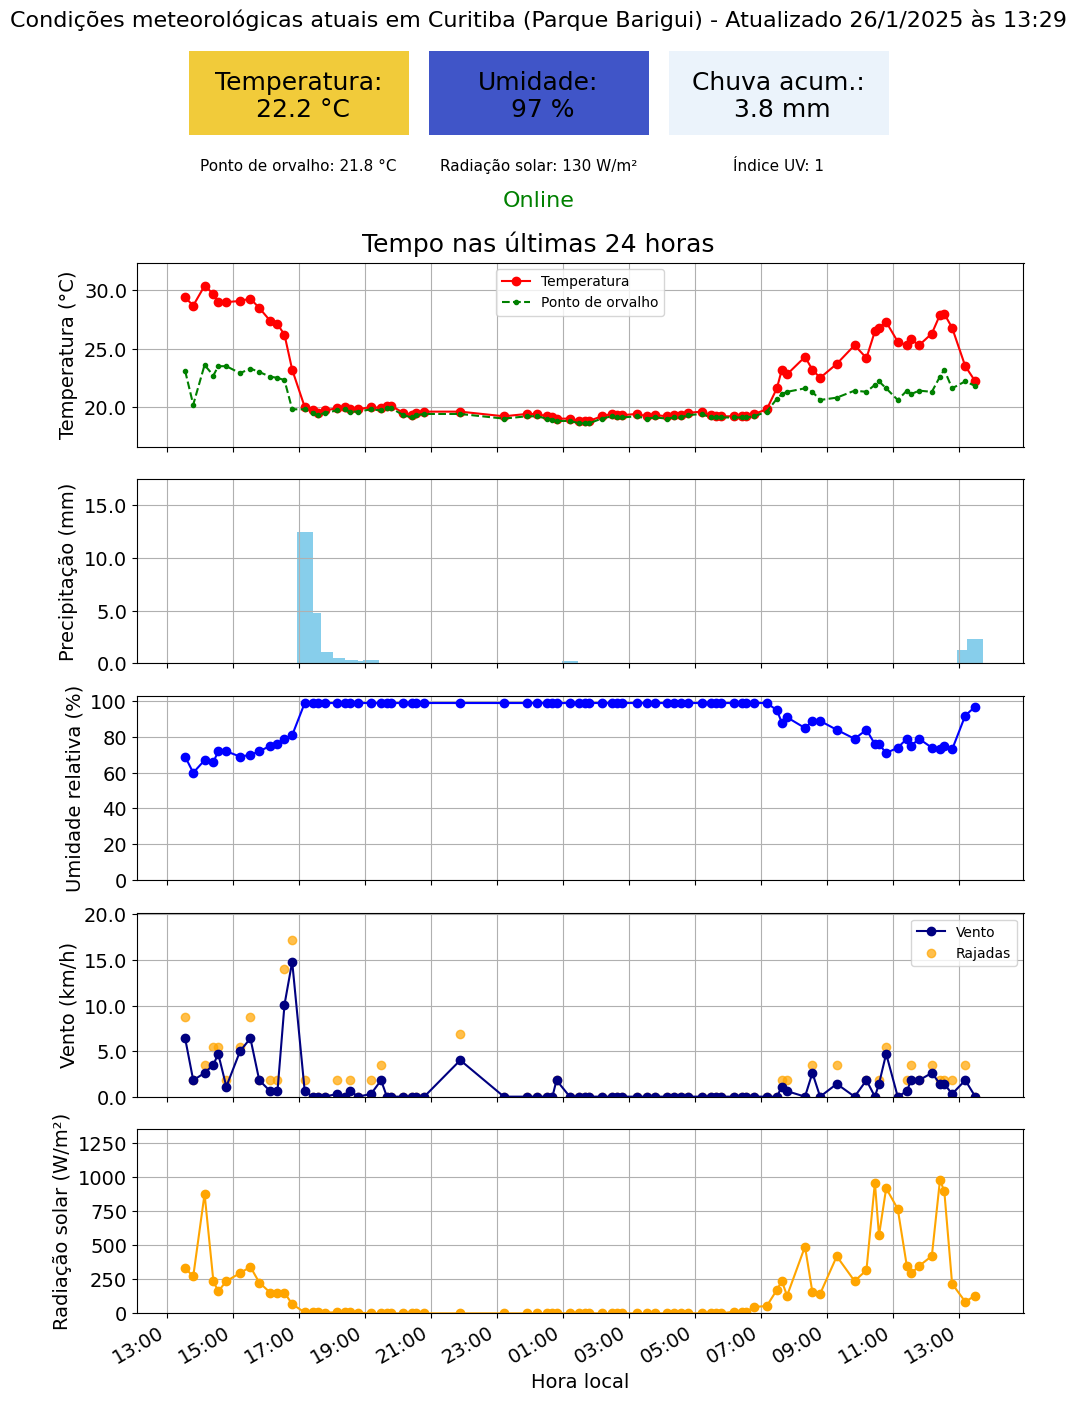 Condições meteorológicas atuais em Curitiba (Parque Barigui) - Atualizado 26/1/2025 às 13:29
Temperatura:
22.2 °C
Umidade:
97 %
Chuva acum.:
3.8 mm
Ponto de orvalho: 21.8 °C
Radiação solar: 130 W/m²
Índice UV: 1
Online
Tempo nas últimas 24 horas
Temperatura (°C)
30.0
25.0
20.0
Temperatura
Ponto de orvalho
Precipitação (mm)
15.0
10.0
5.0
0.0
Umidade relativa (%)
100
80
60
40
20
0
Vento (km/h)
20.0
15.0
10.0
5.0
0.0
Vento
Rajadas
Radiação solar (W/m²)
1250
1000
750
500
250
0
13:00
15:00
17:00
19:00
21:00
23:00
01:00
03:00
05:00
07:00
09:00
11:00
13:00
Hora local